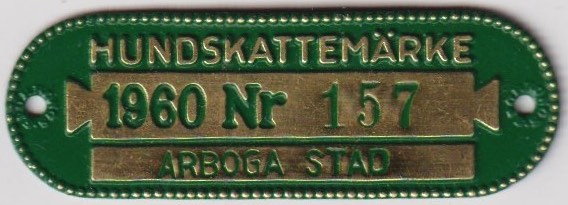 HUNDSKATTEMÄRKE
1960 Nr 157
ARBOGA STAD